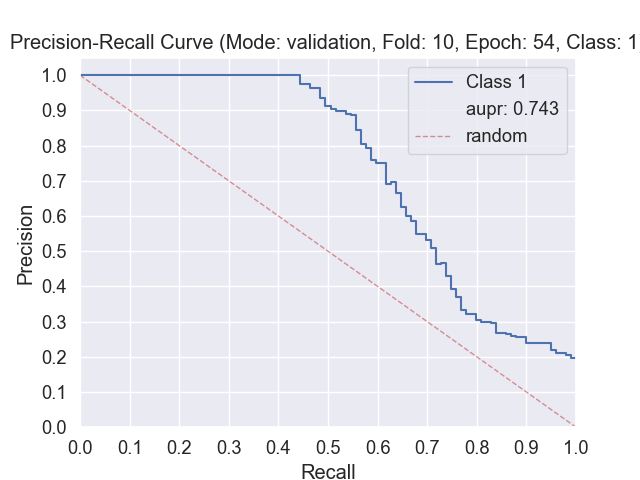 Precision-Recall Curve (Mode: validation, Fold: 10, Epoch: 54, Class: 1
Class 1
aupr: 0.743
random
1.0
0.9
0.8
0.7
0.6
0.5
0.4
0.3
0.2
0.1
0.0
Precision
0.0 0.1 0.2 0.3 0.4 0.5 0.6 0.7 0.8 0.9 1.0
Recall